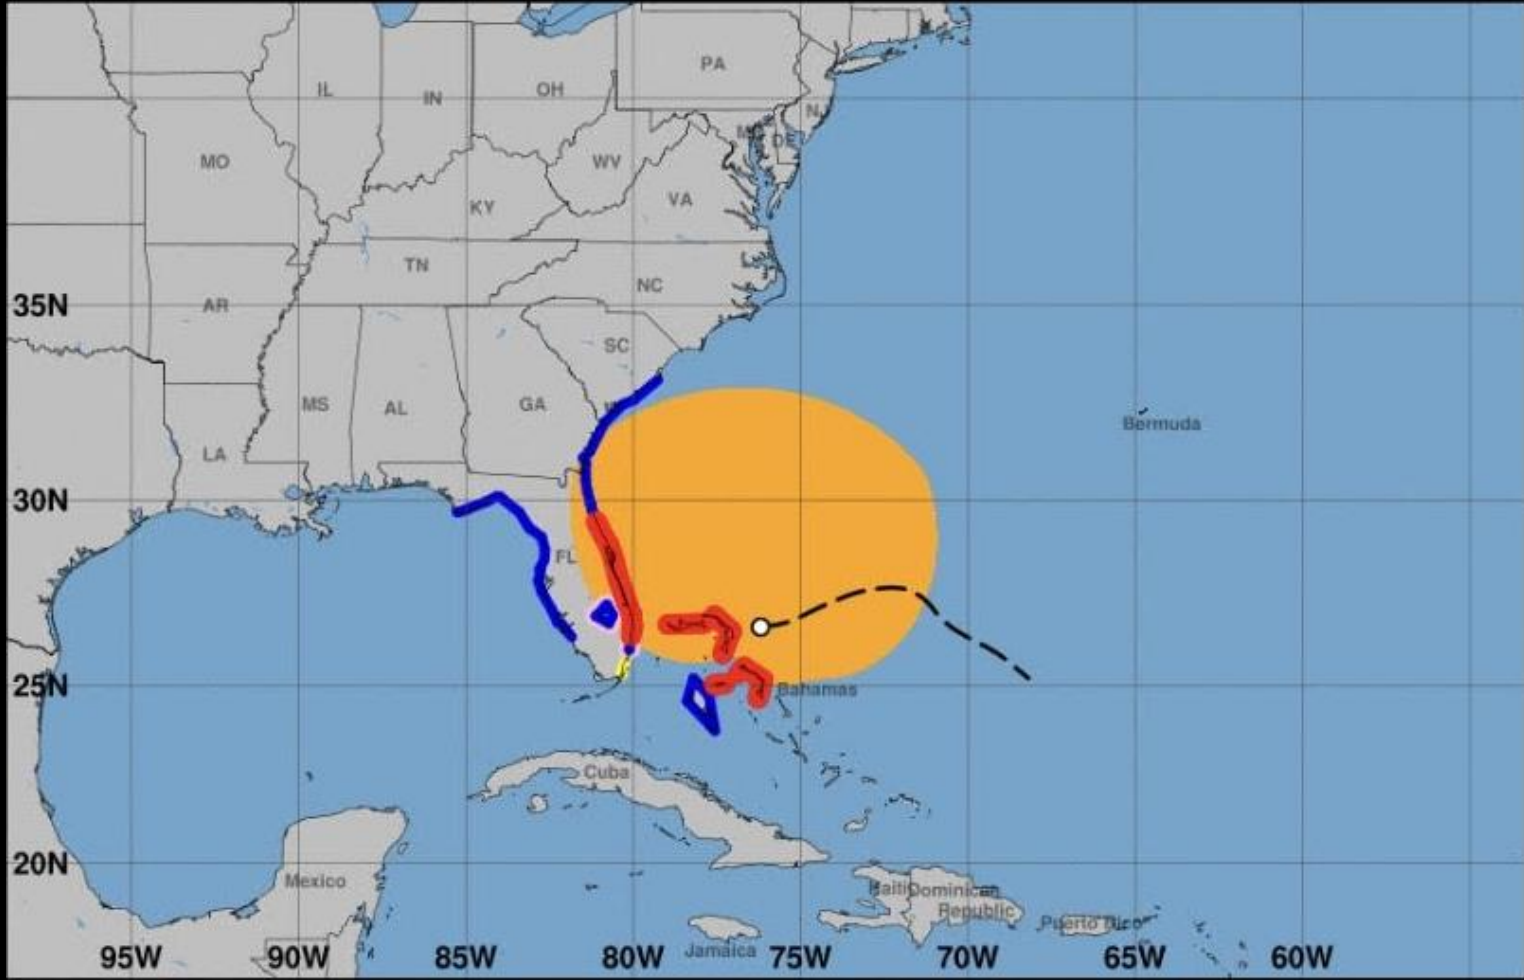 PA
IL
IN
OH
N
DE
MO
WV
VA
KY
TN
NC
AR
35N
SC
MS
AL
GA
Bermuda
LA
30N
FL
25N
Bahamas
Cuba
20N
Mexico
Haiti
Dominican
Republic
Puerto Rico
Jamaica
95W
90W
85W
80W
75W
70W
65W
60W